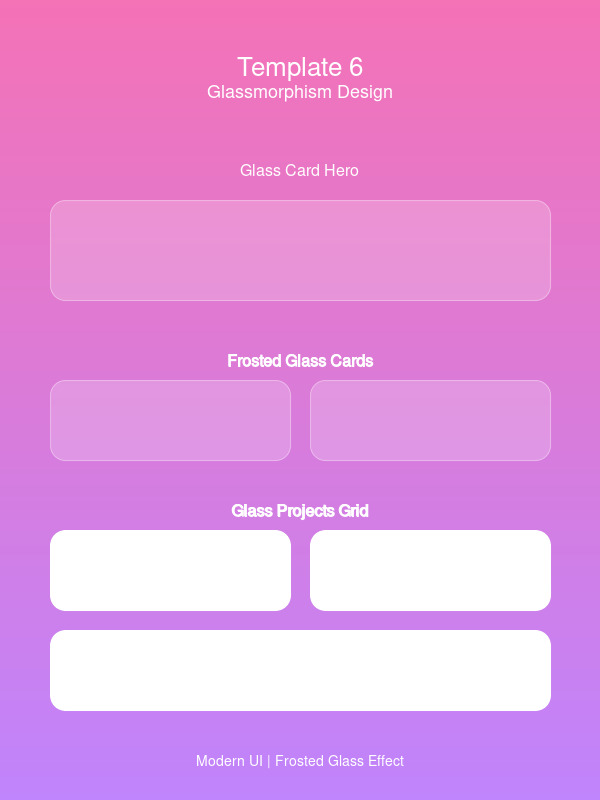 Template 6
Glassmorphism Design
Glass Card Hero
Frosted Glass Cards
Glass Projects Grid
Modern UI | Frosted Glass Effect